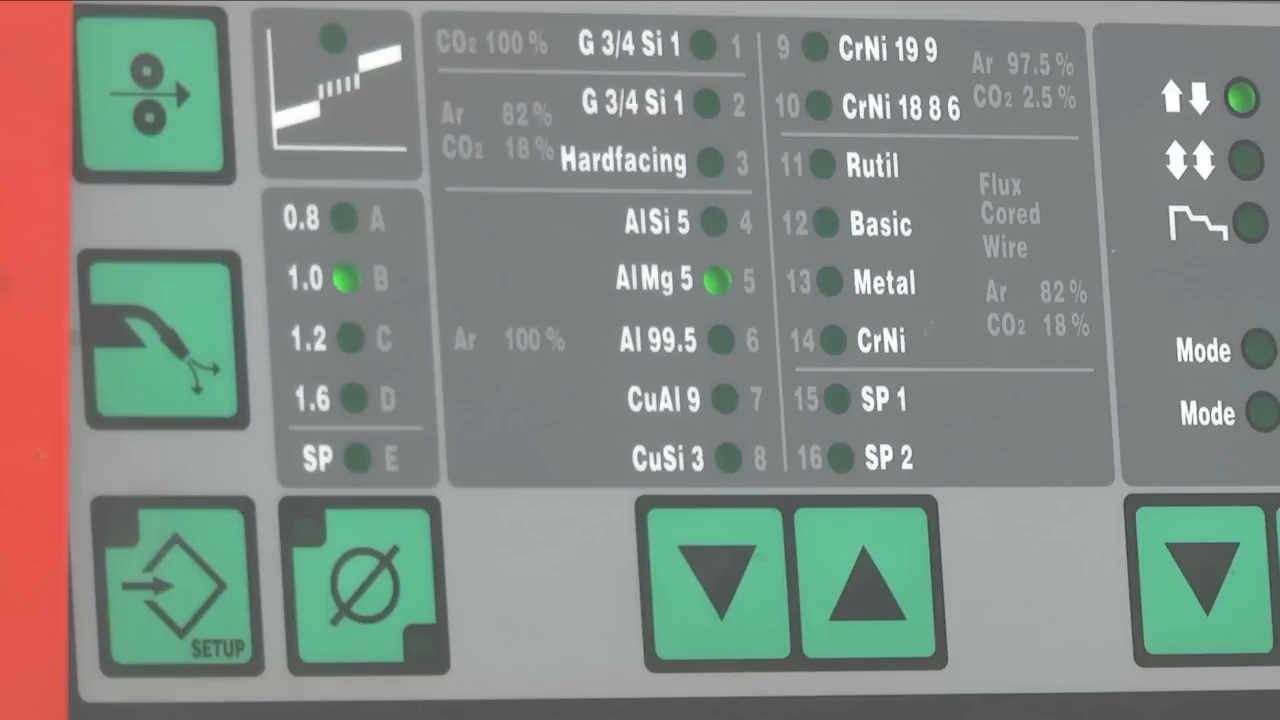 CO2 100% G 3/4 Si 1 1
Ar 82% G 3/4 Si 1 2
CO2 18% Hardfacing 3
AlSi 5 4
AlMg 5 5
Ar 100% Al 99.5 6
CuAl 9 7
CuSi 3 8
9 CrNi 19 9 Ar 97.5%
10 CrNi 18 8 6 CO2 2.5%
11 Rutil Flux
12 Basic Cored
Wire
13 Metal Ar 82%
14 CrNi CO2 18%
15 SP 1
16 SP 2
0.8 A
1.0 B
1.2 C
1.6 D
SP E
Mode
Mode
SETUP